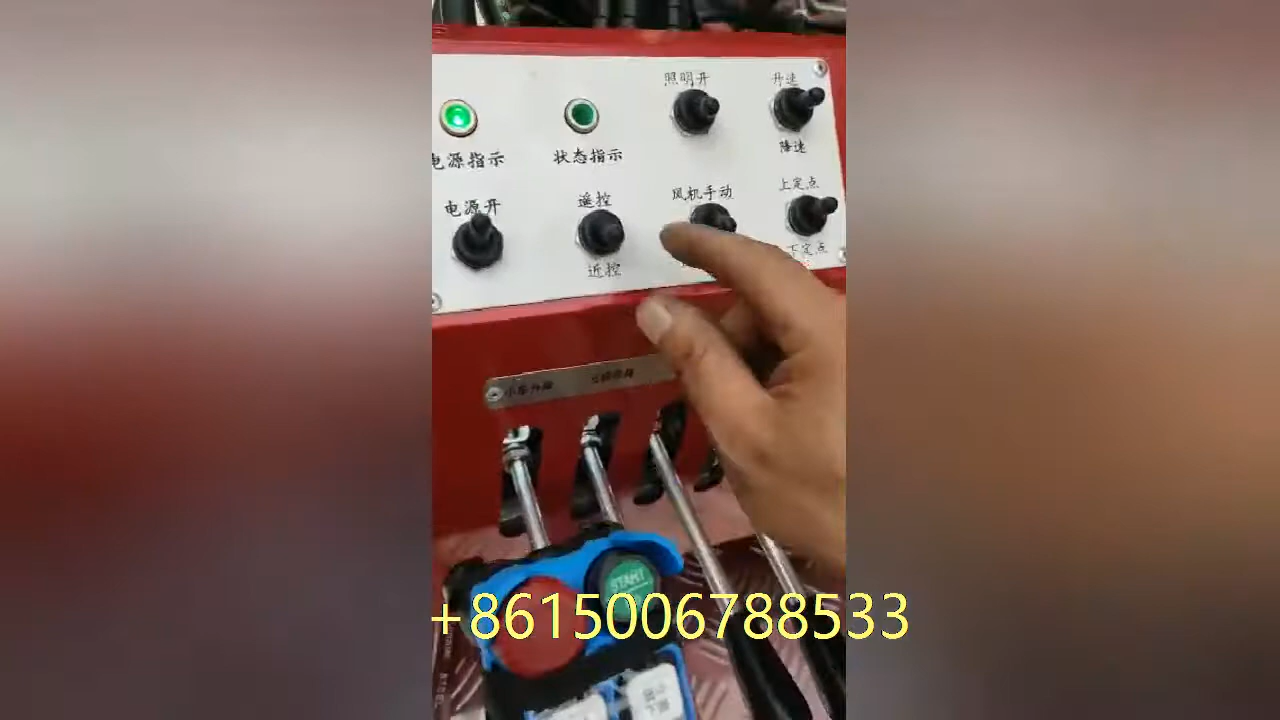 照明开
升速
电源指示
状态指示
降速
电源开
遥控
风机手动
上定点
近控
下定点
START
+8615006788533